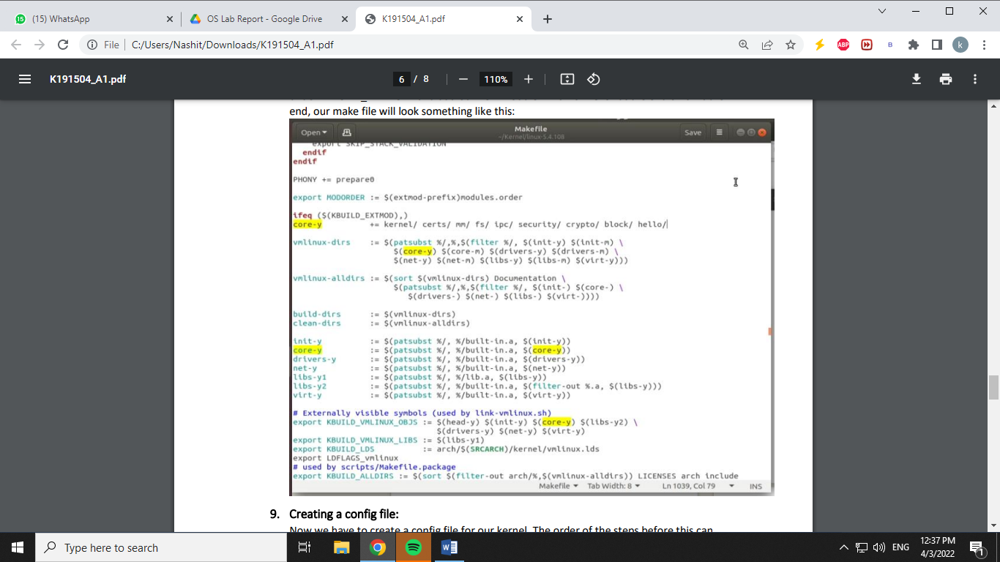 (15) WhatsApp
OS Lab Report - Google Drive
K191504_A1.pdf
File
C:/Users/Nashit/Downloads/K191504_A1.pdf
ABP
B
k
K191504_A1.pdf
6 / 8
110%
end, our make file will look something like this:
Open
Makefile
~/Kernel/linux-5.4.108
Save
export SKIP_STACK_VALIDATION
endif
endif
PHONY += prepare0
export MODORDER := $(extmod-prefix)modules.order
ifeq ($(KBUILD_EXTMOD),)
core-y += kernel/ certs/ mm/ fs/ ipc/ security/ crypto/ block/ hello/
vmlinux-dirs := $(patsubst %/,%,$(filter %/, $(init-y) $(init-m) \
$(core-y) $(core-m) $(drivers-y) $(drivers-m) \
$(net-y) $(net-m) $(libs-y) $(libs-m) $(virt-y)))
vmlinux-alldirs := $(sort $(vmlinux-dirs) Documentation \
$(patsubst %/,%,$(filter %/, $(init-) $(core-) \
$(drivers-) $(net-) $(libs-) $(virt-))))
build-dirs := $(vmlinux-dirs)
clean-dirs := $(vmlinux-alldirs)
init-y := $(patsubst %/, %/built-in.a, $(init-y))
core-y := $(patsubst %/, %/built-in.a, $(core-y))
drivers-y := $(patsubst %/, %/built-in.a, $(drivers-y))
net-y := $(patsubst %/, %/built-in.a, $(net-y))
libs-y1 := $(patsubst %/, %/lib.a, $(libs-y))
libs-y2 := $(patsubst %/, %/built-in.a, $(filter-out %.a, $(libs-y)))
virt-y := $(patsubst %/, %/built-in.a, $(virt-y))
# Externally visible symbols (used by link-vmlinux.sh)
export KBUILD_VMLINUX_OBJS := $(head-y) $(init-y) $(core-y) $(libs-y2) \
$(drivers-y) $(net-y) $(virt-y)
export KBUILD_VMLINUX_LIBS := $(libs-y1)
export KBUILD_LDS := arch/$(SRCARCH)/kernel/vmlinux.lds
export LDFLAGS_vmlinux
# used by scripts/Makefile.package
export KBUILD_ALLDIRS := $(sort $(filter-out arch/%,$(vmlinux-alldirs)) LICENSES arch include
Makefile Tab Width: 8 Ln 1039, Col 79 INS
9. Creating a config file:
Now we have to create a config file for our kernel. The order of the steps before this can
Type here to search
ENG
12:37 PM
4/3/2022
1